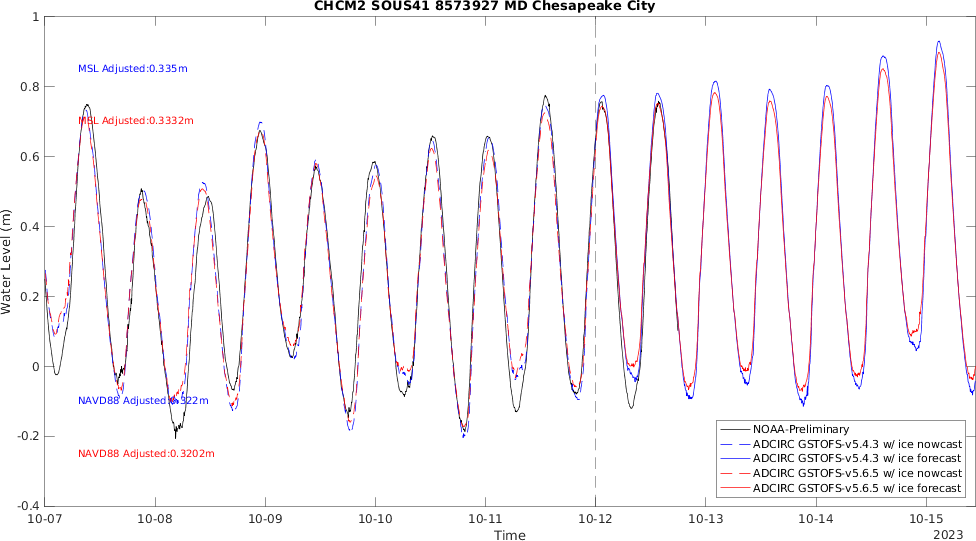 CHCM2 SOUS41 8573927 MD Chesapeake City
1
0.8
0.6
0.4
0.2
0
-0.2
-0.4
Water Level (m)
MSL Adjusted:0.335m
MSL Adjusted:0.3332m
NAVD88 Adjusted:0.322m
NAVD88 Adjusted:0.3202m
NOAA-Preliminary
ADCIRC GSTOFS-v5.4.3 w/ ice nowcast
ADCIRC GSTOFS-v5.4.3 w/ ice forecast
ADCIRC GSTOFS-v5.6.5 w/ ice nowcast
ADCIRC GSTOFS-v5.6.5 w/ ice forecast
10-07 10-08 10-09 10-10 10-11 10-12 10-13 10-14 10-15
Time
2023